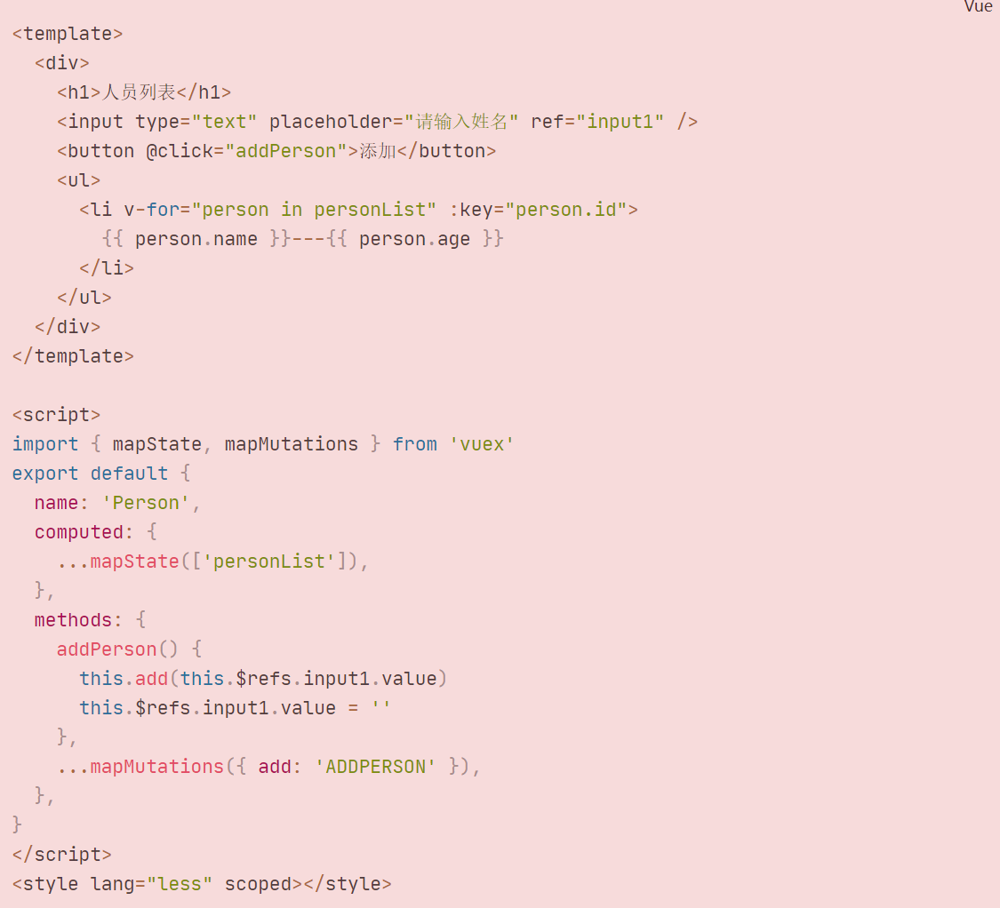 Vue
<template>
  <div>
    <h1>人员列表</h1>
    <input type="text" placeholder="请输入姓名" ref="input1" />
    <button @click="addPerson">添加</button>
    <ul>
      <li v-for="person in personList" :key="person.id">
        {{ person.name }}---{{ person.age }}
      </li>
    </ul>
  </div>
</template>

<script>
import { mapState, mapMutations } from 'vuex'
export default {
  name: 'Person',
  computed: {
    ...mapState(['personList']),
  },
  methods: {
    addPerson() {
      this.add(this.$refs.input1.value)
      this.$refs.input1.value = ''
    },
    ...mapMutations({ add: 'ADDPERSON' }),
  },
}
</script>
<style lang="less" scoped></style>